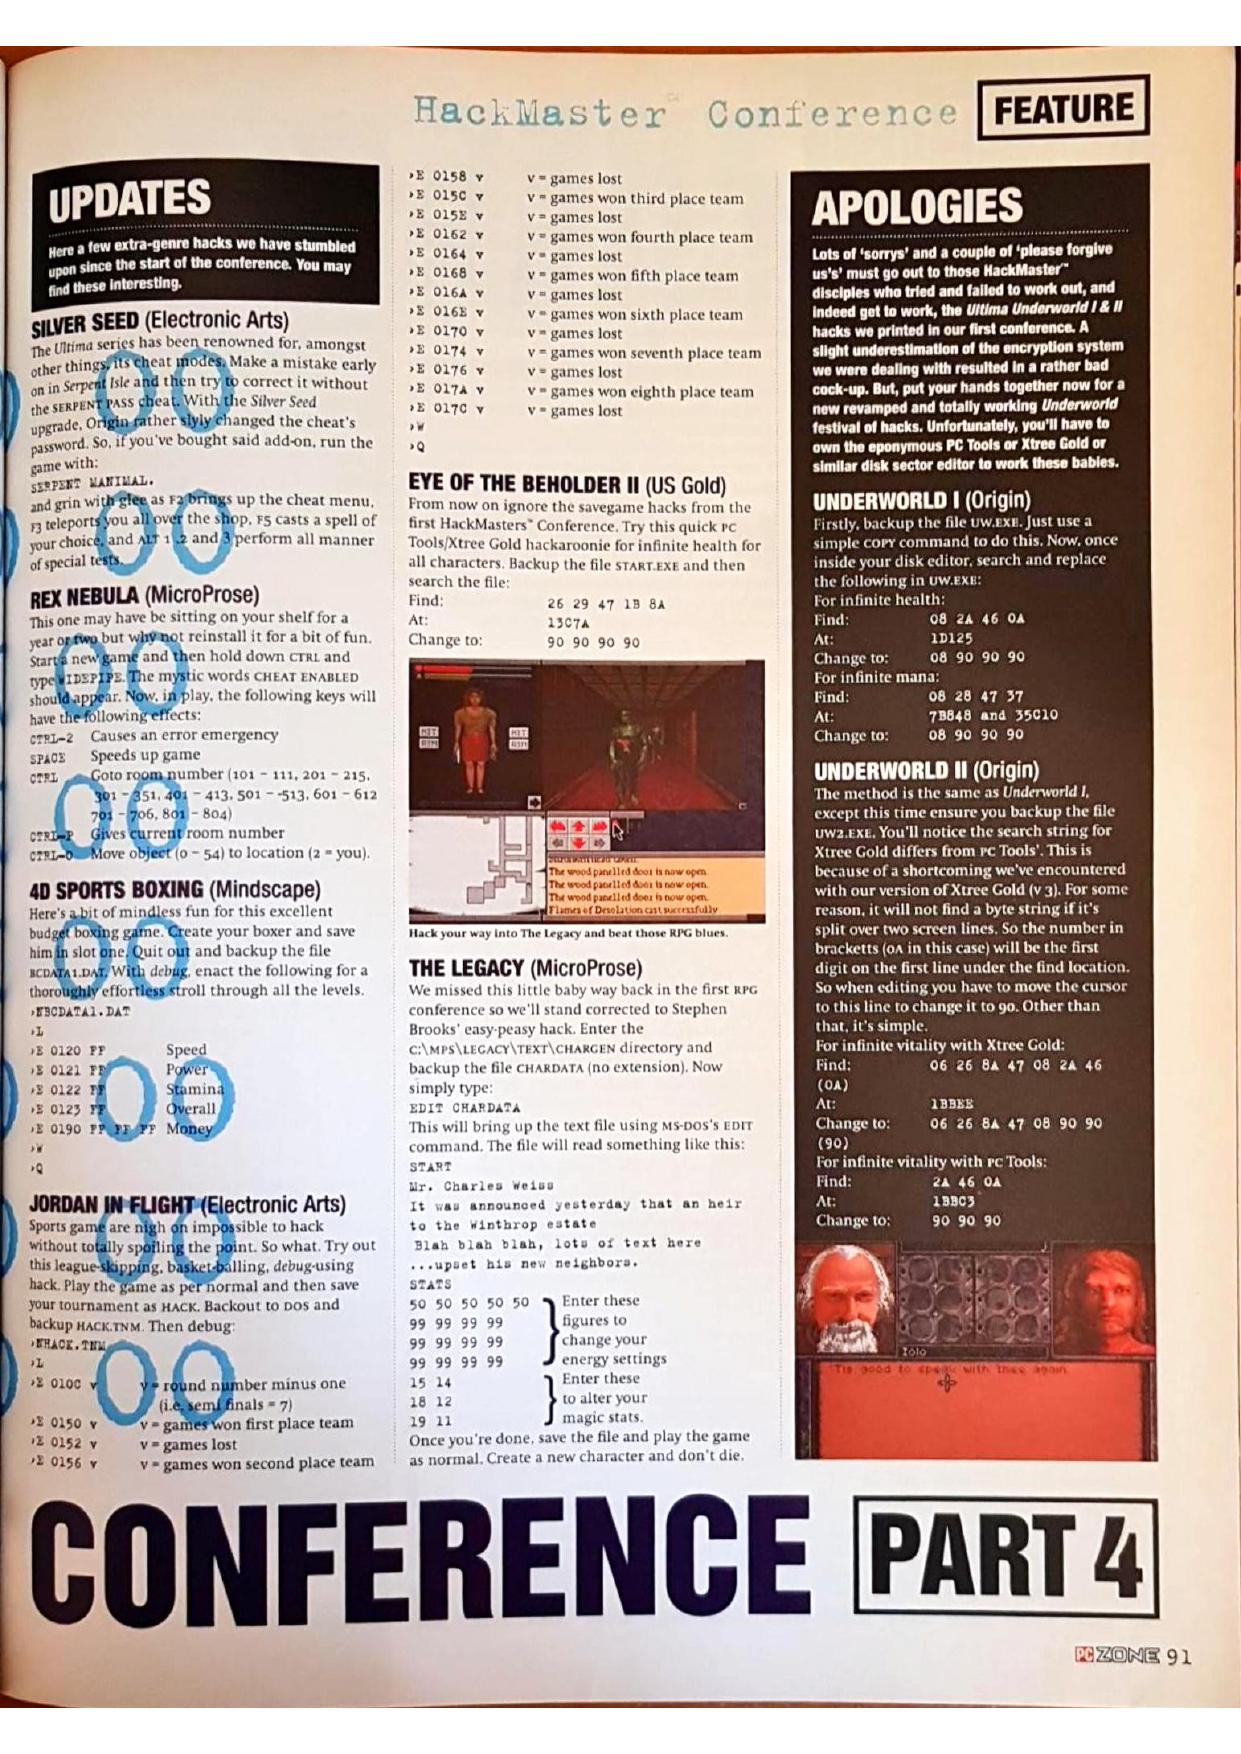 HackMaster™ Conference
FEATURE
UPDATES
Here a few extra-genre hacks we have stumbled
upon since the start of the conference. You may
find these interesting.
SILVER SEED (Electronic Arts)
The Ultima series has been renowned for, amongst
other things, its cheat modes. Make a mistake early
on in Serpent Isle and then try to correct it without
the SERPENT PASS cheat. With the Silver Seed
upgrade, Origin rather slyly changed the cheat's
password. So, if you've bought said add-on, run the
game with:
SERPENT MANIMAL.
and grin with glee as F2 brings up the cheat menu,
F3 teleports you all over the shop, F5 casts a spell of
your choice, and ALT 1 ,2 and 3 perform all manner
of special tests.
REX NEBULA (MicroProse)
This one may be sitting on your shelf for a
year or two but why not reinstall it for a bit of fun.
Start a new game and then hold down CTRL and
type WIDEPIPE. The mystic words CHEAT ENABLED
should appear. Now, in play, the following keys will
have the following effects:
CTRL-2 Causes an error emergency
SPACE Speeds up game
CTRL Goto room number (101 - 111, 201 - 215,
301 - 351, 401 - 413, 501 - -513, 601 - 612
701 - 706, 801 - 804)
CTRL-P Gives current room number
CTRL-O Move object (0 - 54) to location (2 = you).
4D SPORTS BOXING (Mindscape)
Here's a bit of mindless fun for this excellent
budget boxing game. Create your boxer and save
him in slot one. Quit out and backup the file
BCDATA1.DAT. With debug, enact the following for a
thoroughly effortless stroll through all the levels.
>NBCDATA1.DAT
>L
>E 0120 FF Speed
>E 0121 FF Power
>E 0122 FF Stamina
>E 0123 FF Overall
>E 0190 FF FF FF Money
>W
>Q
JORDAN IN FLIGHT (Electronic Arts)
Sports game are nigh on impossible to hack
without totally spoiling the point. So what. Try out
this league-skipping, basket-balling, debug-using
hack. Play the game as per normal and then save
your tournament as HACK. Backout to DOS and
backup HACK.TNM. Then debug:
>NHACK.TNM
>L
>E 010C v v = round number minus one
(i.e. semi finals = 7)
>E 0150 v v = games won first place team
>E 0152 v v = games lost
>E 0156 v v = games won second place team
>E 0158 v v = games lost
>E 015C v v = games won third place team
>E 015E v v = games lost
>E 0162 v v = games won fourth place team
>E 0164 v v = games lost
>E 0168 v v = games won fifth place team
>E 016A v v = games lost
>E 016E v v = games won sixth place team
>E 0170 v v = games lost
>E 0174 v v = games won seventh place team
>E 0176 v v = games lost
>E 017A v v = games won eighth place team
>E 017C v v = games lost
>W
>Q
EYE OF THE BEHOLDER II (US Gold)
From now on ignore the savegame hacks from the
first HackMasters™ Conference. Try this quick PC
Tools/Xtree Gold hackaroonie for infinite health for
all characters. Backup the file START.EXE and then
search the file:
Find: 26 29 47 1B 8A
At: 13C7A
Change to: 90 90 90 90
The wood panelled door is now open.
The wood panelled door is now open.
The wood panelled door is now open.
Flames of Desolation cast successfully
Hack your way into The Legacy and beat those RPG blues.
THE LEGACY (MicroProse)
We missed this little baby way back in the first RPG
conference so we'll stand corrected to Stephen
Brooks' easy-peasy hack. Enter the
C:\MPS\LEGACY\TEXT\CHARGEN directory and
backup the file CHARDATA (no extension). Now
simply type:
EDIT CHARDATA
This will bring up the text file using MS-DOS's EDIT
command. The file will read something like this:
START
Mr. Charles Weiss
It was announced yesterday that an heir
to the Winthrop estate
Blah blah blah, lots of text here
...upset his new neighbors.
STATS
50 50 50 50 50 Enter these
99 99 99 99 figures to
99 99 99 99 change your
99 99 99 99 energy settings
15 14 Enter these
18 12 to alter your
19 11 magic stats.
Once you're done, save the file and play the game
as normal. Create a new character and don't die.
APOLOGIES
Lots of 'sorrys' and a couple of 'please forgive
us's' must go out to those HackMaster™
disciples who tried and failed to work out, and
indeed get to work, the Ultima Underworld I & II
hacks we printed in our first conference. A
slight underestimation of the encryption system
we were dealing with resulted in a rather bad
cock-up. But, put your hands together now for a
new revamped and totally working Underworld
festival of hacks. Unfortunately, you'll have to
own the eponymous PC Tools or Xtree Gold or
similar disk sector editor to work these babies.
UNDERWORLD I (Origin)
Firstly, backup the file UW.EXE. Just use a
simple COPY command to do this. Now, once
inside your disk editor, search and replace
the following in UW.EXE:
For infinite health:
Find: 08 2A 46 0A
At: 1D125
Change to: 08 90 90 90
For infinite mana:
Find: 08 28 47 37
At: 7B848 and 35C10
Change to: 08 90 90 90
UNDERWORLD II (Origin)
The method is the same as Underworld I,
except this time ensure you backup the file
UW2.EXE. You'll notice the search string for
Xtree Gold differs from PC Tools'. This is
because of a shortcoming we've encountered
with our version of Xtree Gold (v 3). For some
reason, it will not find a byte string if it's
split over two screen lines. So the number in
bracketts (0A in this case) will be the first
digit on the first line under the find location.
So when editing you have to move the cursor
to this line to change it to 90. Other than
that, it's simple.
For infinite vitality with Xtree Gold:
Find: 06 26 8A 47 08 2A 46
(0A)
At: 1BBEE
Change to: 06 26 8A 47 08 90 90
(90)
For infinite vitality with PC Tools:
Find: 2A 46 0A
At: 1BBC3
Change to: 90 90 90
Zolo
'Tis good to speak with thee again.
CONFERENCE
PART 4
PC ZONE 91